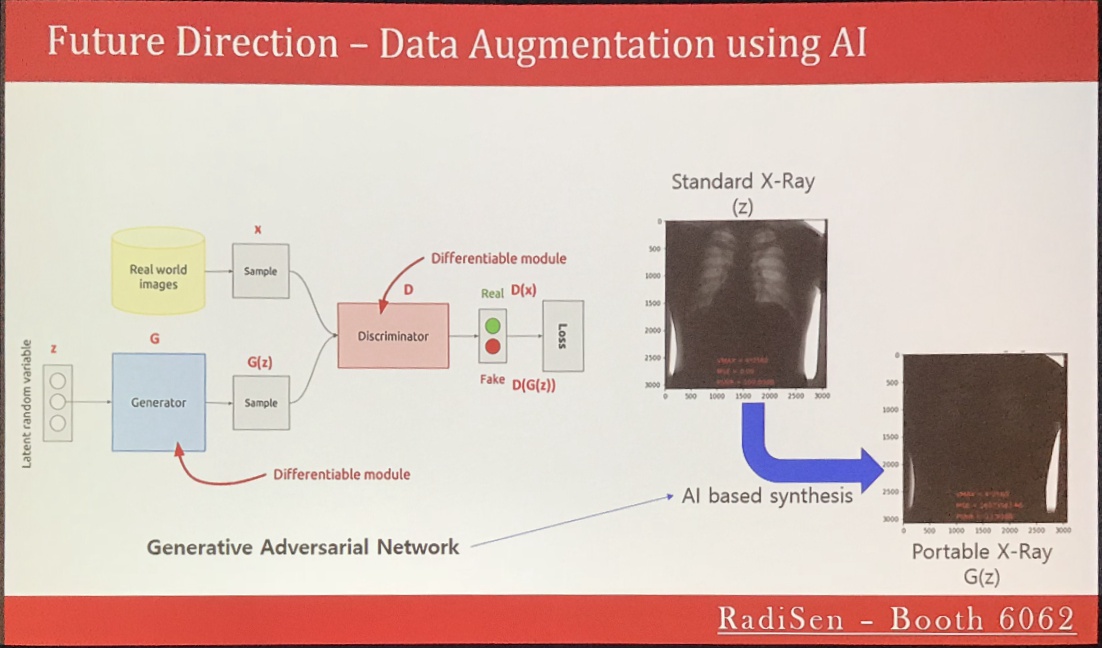 Future Direction – Data Augmentation using AI
Standard X-Ray
(z)
x
Real world
images
Sample
Differentiable module
D
Discriminator
Real D(x)
Loss
Fake D(G(z))
Latent random variable
z
G
Generator
G(z)
Sample
Differentiable module
0
500
1000
1500
2000
2500
3000
0 500 1000 1500 2000 2500 3000
0
500
1000
1500
2000
2500
3000
0 500 1000 1500 2000 2500 3000
AI based synthesis
Generative Adversarial Network
Portable X-Ray
G(z)
RadiSen – Booth 6062